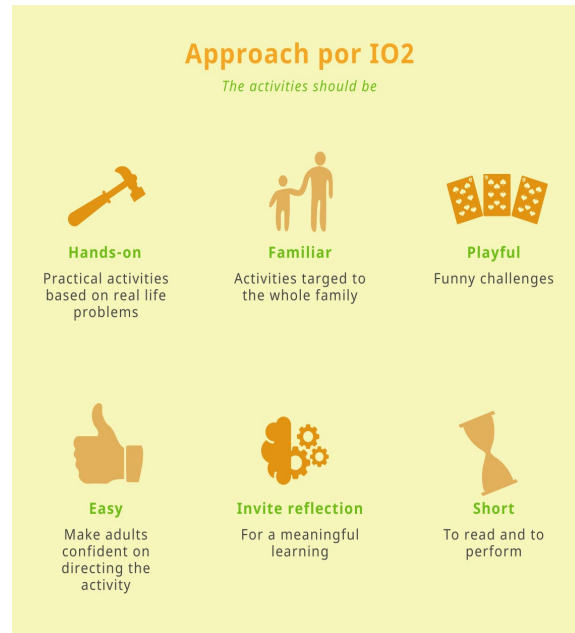 Approach por IO2
The activities should be
Hands-on
Practical activities
based on real life
problems
Familiar
Activities targed to
the whole family
Playful
Funny challenges
Easy
Make adults
confident on
directing the
activity
Invite reflection
For a meaningful
learning
Short
To read and to
perform